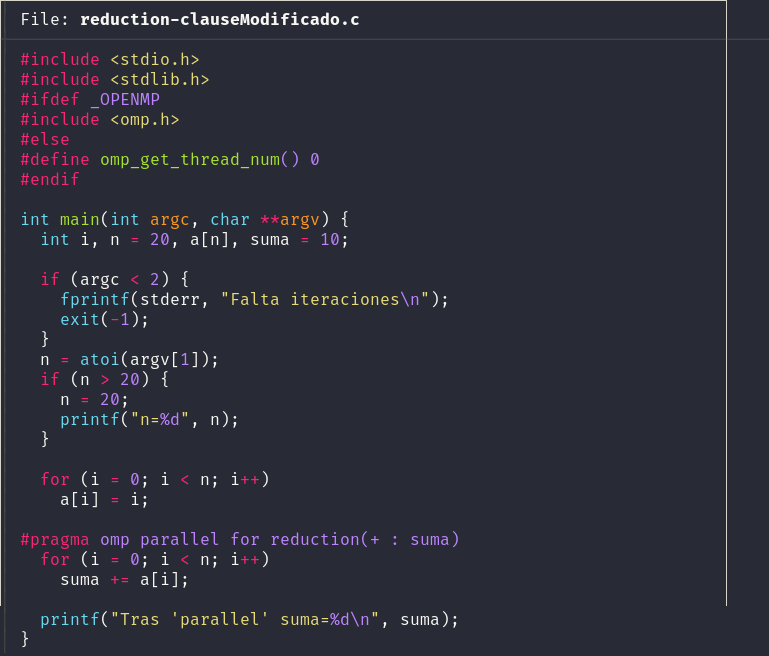 File: reduction-clauseModificado.c
#include <stdio.h>
#include <stdlib.h>
#ifdef _OPENMP
#include <omp.h>
#else
#define omp_get_thread_num() 0
#endif
int main(int argc, char **argv) {
  int i, n = 20, a[n], suma = 10;
  if (argc < 2) {
    fprintf(stderr, "Falta iteraciones\n");
    exit(-1);
  }
  n = atoi(argv[1]);
  if (n > 20) {
    n = 20;
    printf("n=%d", n);
  }
  for (i = 0; i < n; i++)
    a[i] = i;
#pragma omp parallel for reduction(+ : suma)
  for (i = 0; i < n; i++)
    suma += a[i];
  printf("Tras 'parallel' suma=%d\n", suma);
}